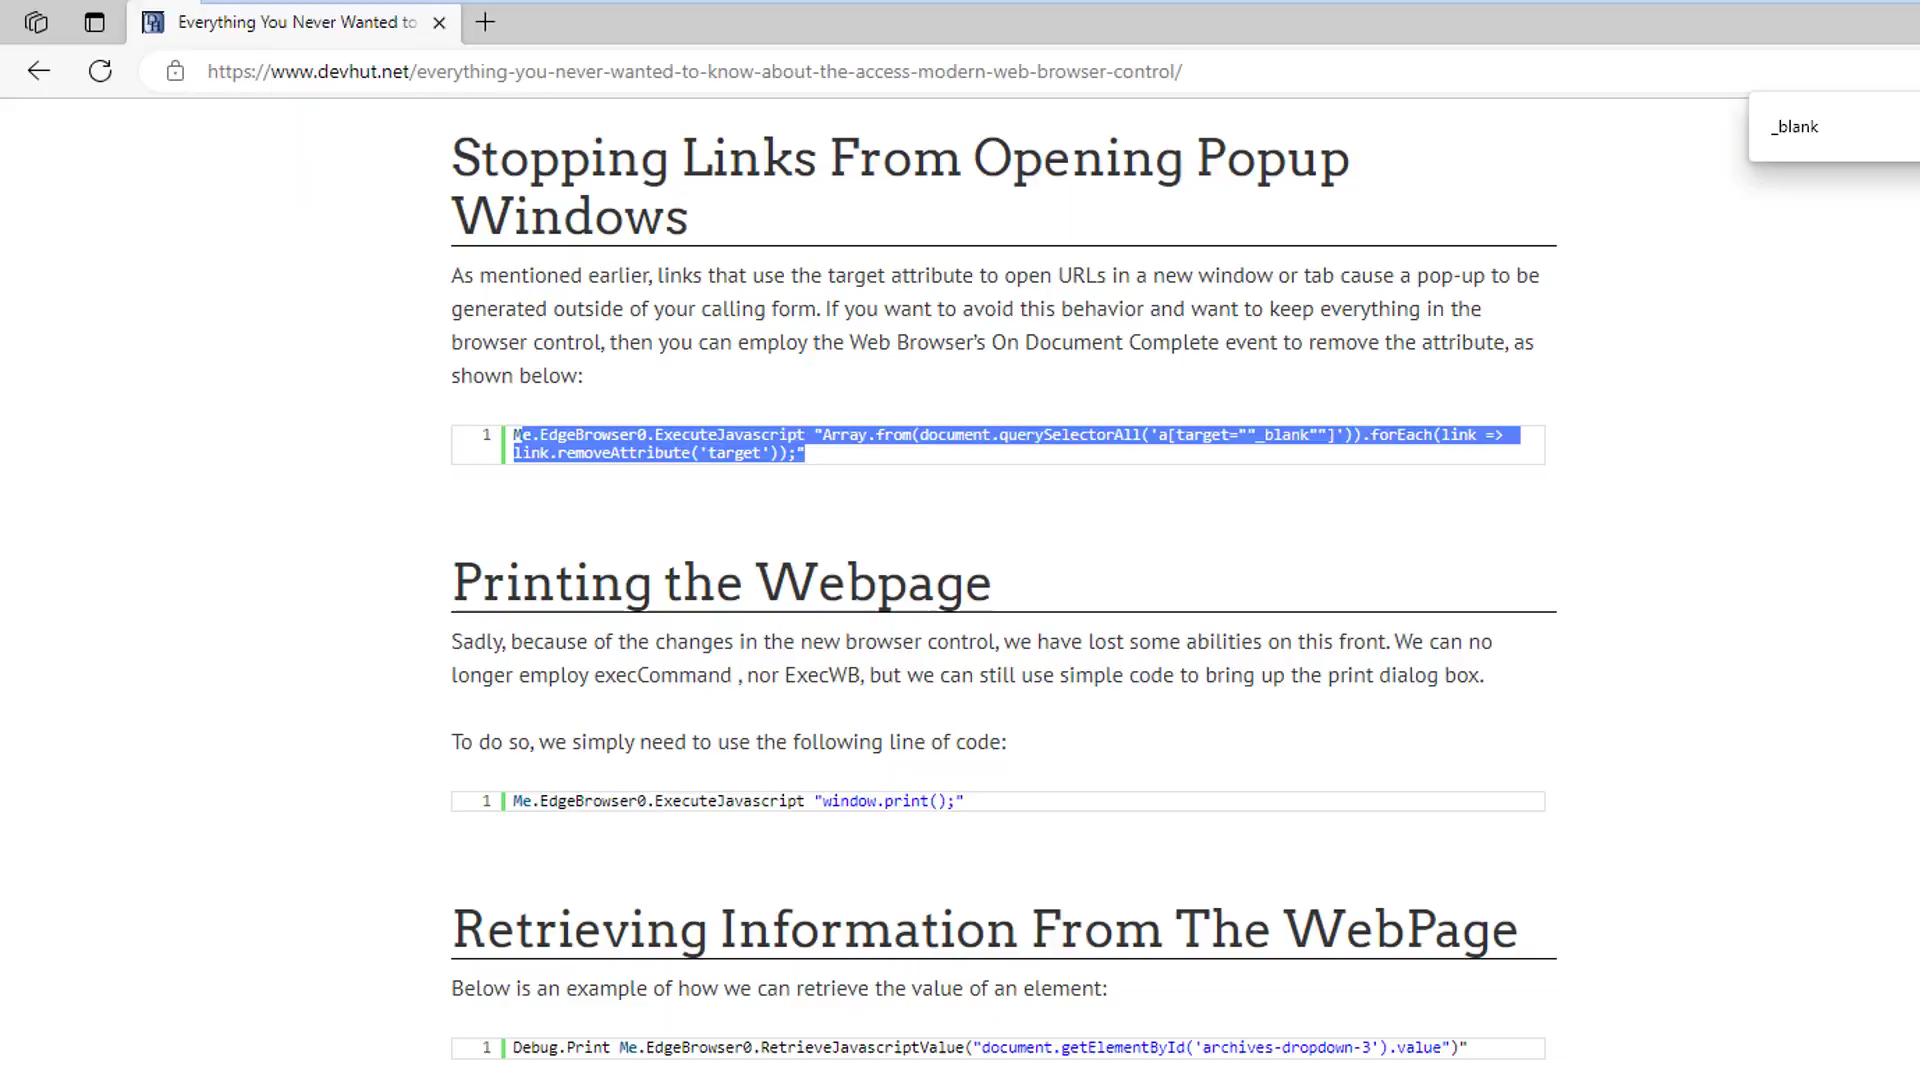 Everything You Never Wanted to
https://www.devhut.net/everything-you-never-wanted-to-know-about-the-access-modern-web-browser-control/
_blank
Stopping Links From Opening Popup
Windows
As mentioned earlier, links that use the target attribute to open URLs in a new window or tab cause a pop-up to be
generated outside of your calling form. If you want to avoid this behavior and want to keep everything in the
browser control, then you can employ the Web Browser's On Document Complete event to remove the attribute, as
shown below:
1 Me.EdgeBrowser0.ExecuteJavascript "Array.from(document.querySelectorAll('a[target=""_blank""]')).forEach(link =>
link.removeAttribute('target'));"
Printing the Webpage
Sadly, because of the changes in the new browser control, we have lost some abilities on this front. We can no
longer employ execCommand , nor ExecWB, but we can still use simple code to bring up the print dialog box.
To do so, we simply need to use the following line of code:
1 Me.EdgeBrowser0.ExecuteJavascript "window.print();"
Retrieving Information From The WebPage
Below is an example of how we can retrieve the value of an element:
1 Debug.Print Me.EdgeBrowser0.RetrieveJavascriptValue("document.getElementById('archives-dropdown-3').value")"